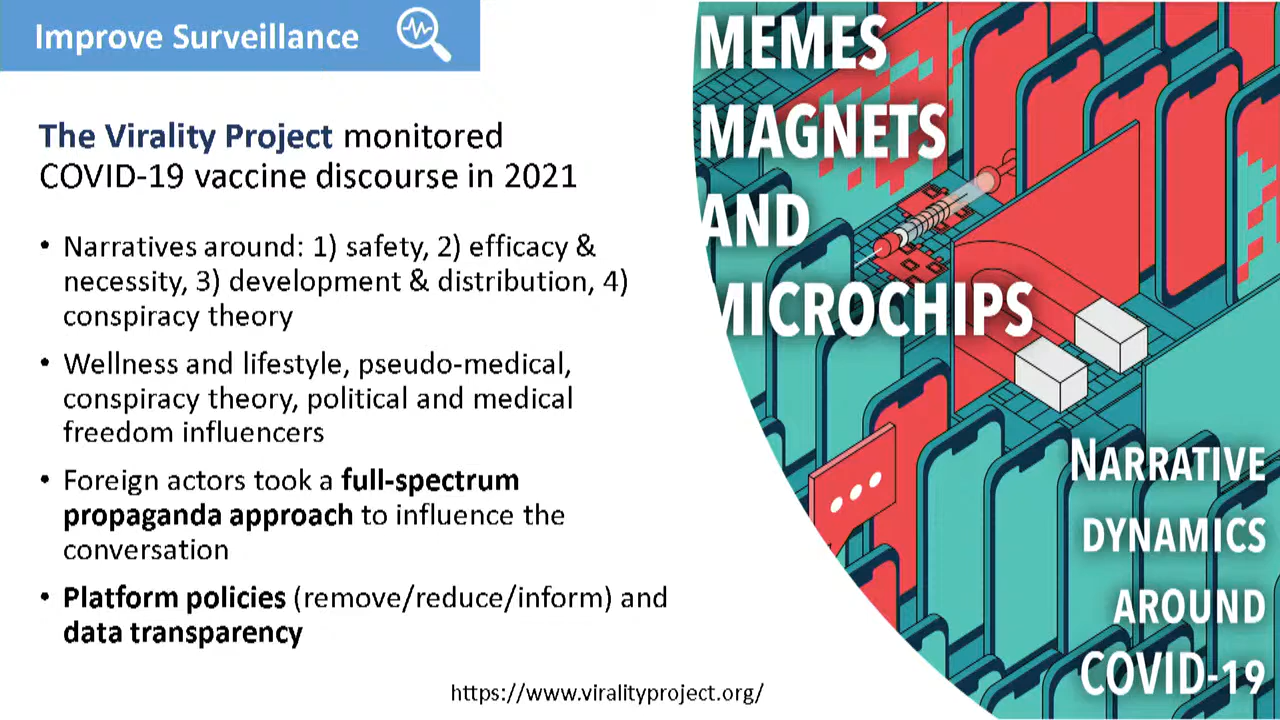 Improve Surveillance
The Virality Project monitored
COVID-19 vaccine discourse in 2021
• Narratives around: 1) safety, 2) efficacy &
necessity, 3) development & distribution, 4)
conspiracy theory
• Wellness and lifestyle, pseudo-medical,
conspiracy theory, political and medical
freedom influencers
• Foreign actors took a full-spectrum
propaganda approach to influence the
conversation
• Platform policies (remove/reduce/inform) and
data transparency
https://www.viralityproject.org/
MEMES
MAGNETS
AND
MICROCHIPS
NARRATIVE
DYNAMICS
AROUND
COVID-19